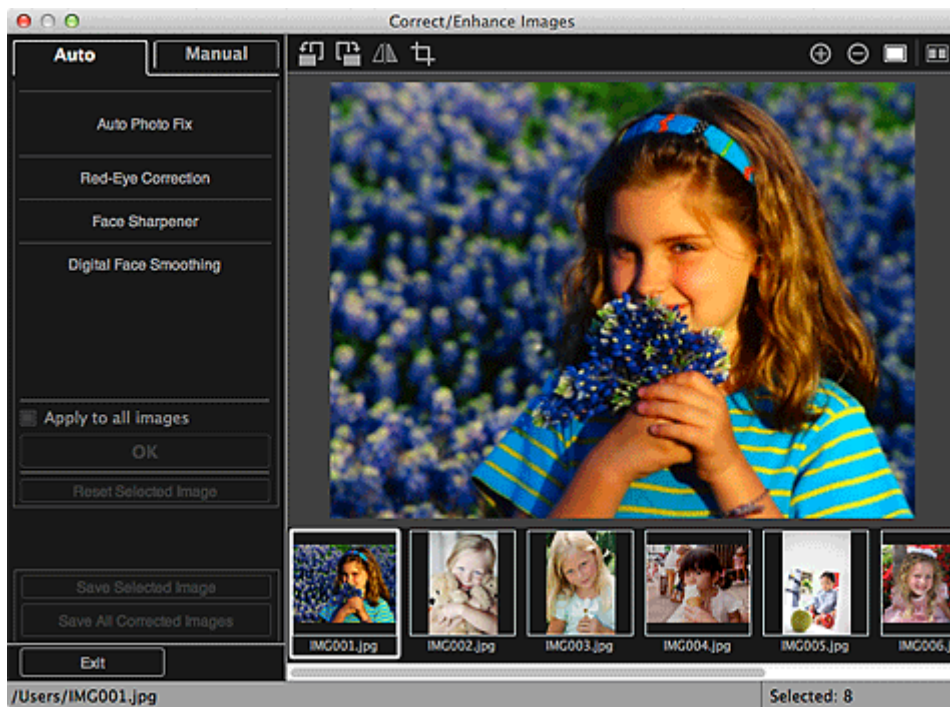 Correct/Enhance Images
Auto
Manual
Auto Photo Fix
Red-Eye Correction
Face Sharpener
Digital Face Smoothing
Apply to all images
OK
Reset Selected Image
Save Selected Image
Save All Corrected Images
Exit
IMG001.jpg
IMG002.jpg
IMG003.jpg
IMG004.jpg
IMG005.jpg
IMG006.j
/Users/IMG001.jpg
Selected: 8